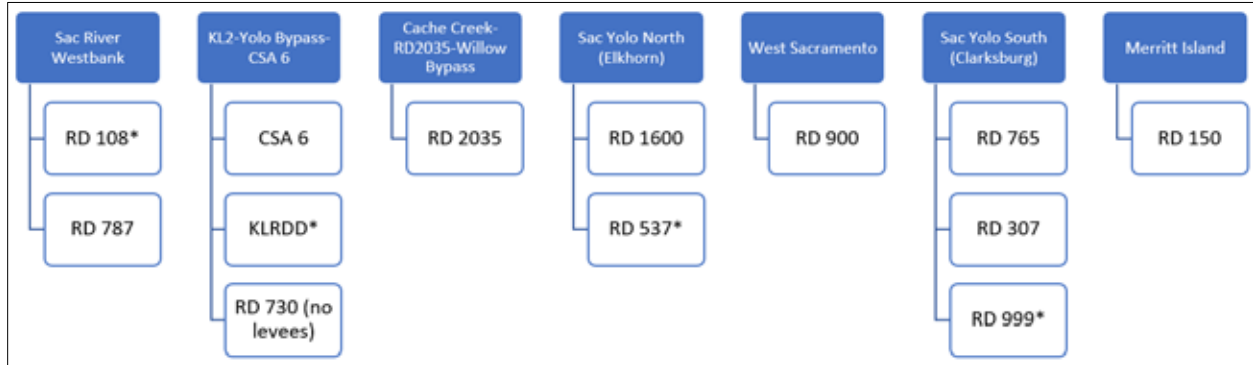 Sac River
Westbank
RD 108*
RD 787
KL2-Yolo Bypass-
CSA 6
CSA 6
KLRDD*
RD 730 (no
levees)
Cache Creek-
RD2035-Willow
Bypass
RD 2035
Sac Yolo North
(Elkhorn)
RD 1600
RD 537*
West Sacramento
RD 900
Sac Yolo South
(Clarksburg)
RD 765
RD 307
RD 999*
Merritt Island
RD 150